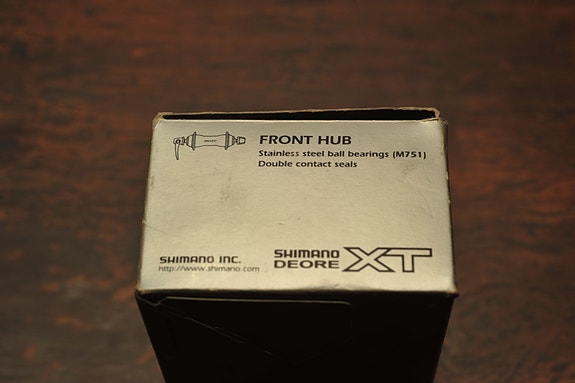 FRONT HUB
Stainless steel ball bearings (M751)
Double contact seals
SHIMANO INC.
http://www.shimano.com
SHIMANO
DEORE XT